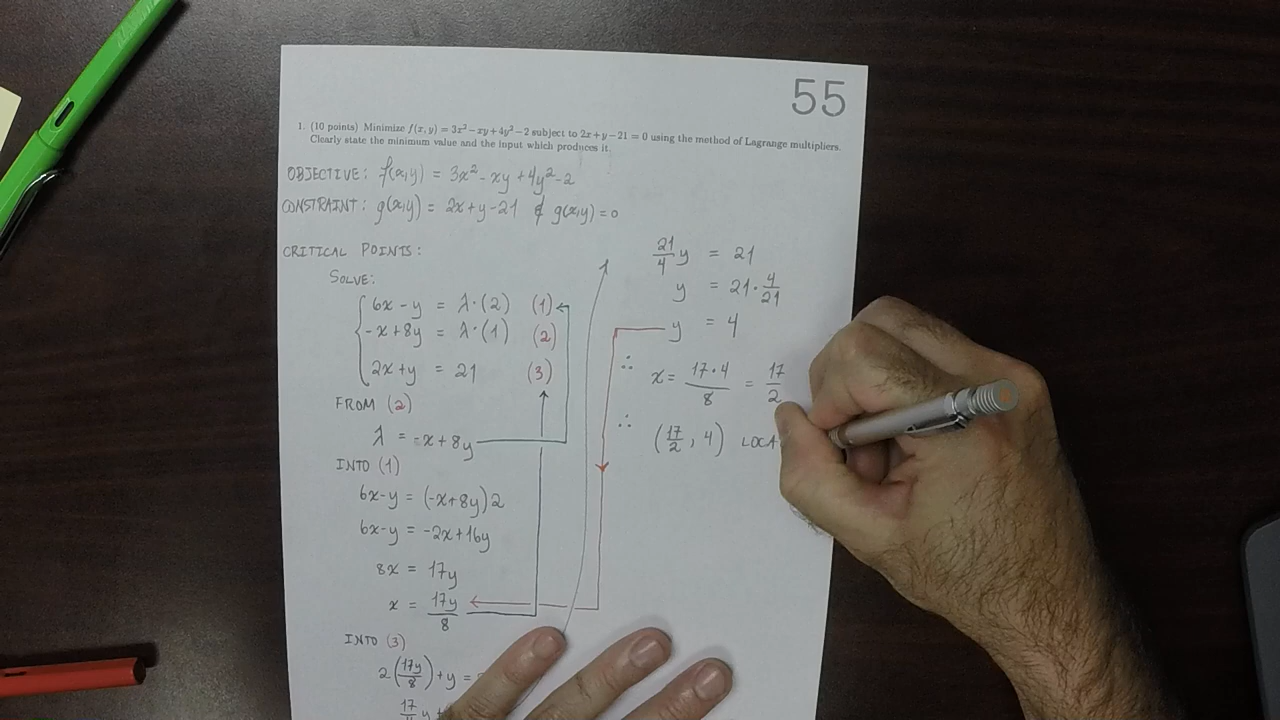 55
1. (10 points) Minimize f(x, y) = 3x² − xy + 4y² − 2 subject to 2x + y − 21 = 0 using the method of Lagrange multipliers.
Clearly state the minimum value and the input which produces it.
OBJECTIVE: f(x,y) = 3x² - xy + 4y² - 2
CONSTRAINT: g(x,y) = 2x + y - 21 & g(x,y) = 0
CRITICAL POINTS:
SOLVE:
6x - y = λ·(2) (1)
-x + 8y = λ·(1) (2)
2x + y = 21 (3)
FROM (2)
λ = -x + 8y
INTO (1)
6x - y = (-x + 8y)2
6x - y = -2x + 16y
8x = 17y
x = 17y/8
INTO (3)
2(17y/8) + y =
17
21/4 y = 21
y = 21 · 4/21
y = 4
∴ x = 17·4/8 = 17/2
∴ (17/2, 4) LOCA